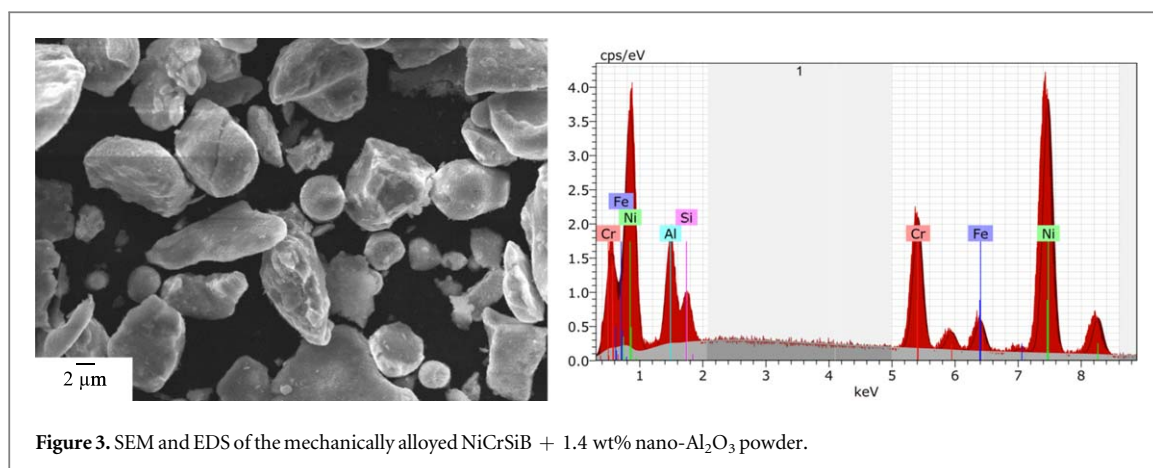 2 µm
cps/eV
1
4.0
3.5
3.0
2.5
2.0
1.5
1.0
0.5
0.0
Fe
Ni Si
Cr Al Cr Fe Ni
1 2 3 4 5 6 7 8
keV
Figure 3. SEM and EDS of the mechanically alloyed NiCrSiB + 1.4 wt% nano-Al₂O₃ powder.